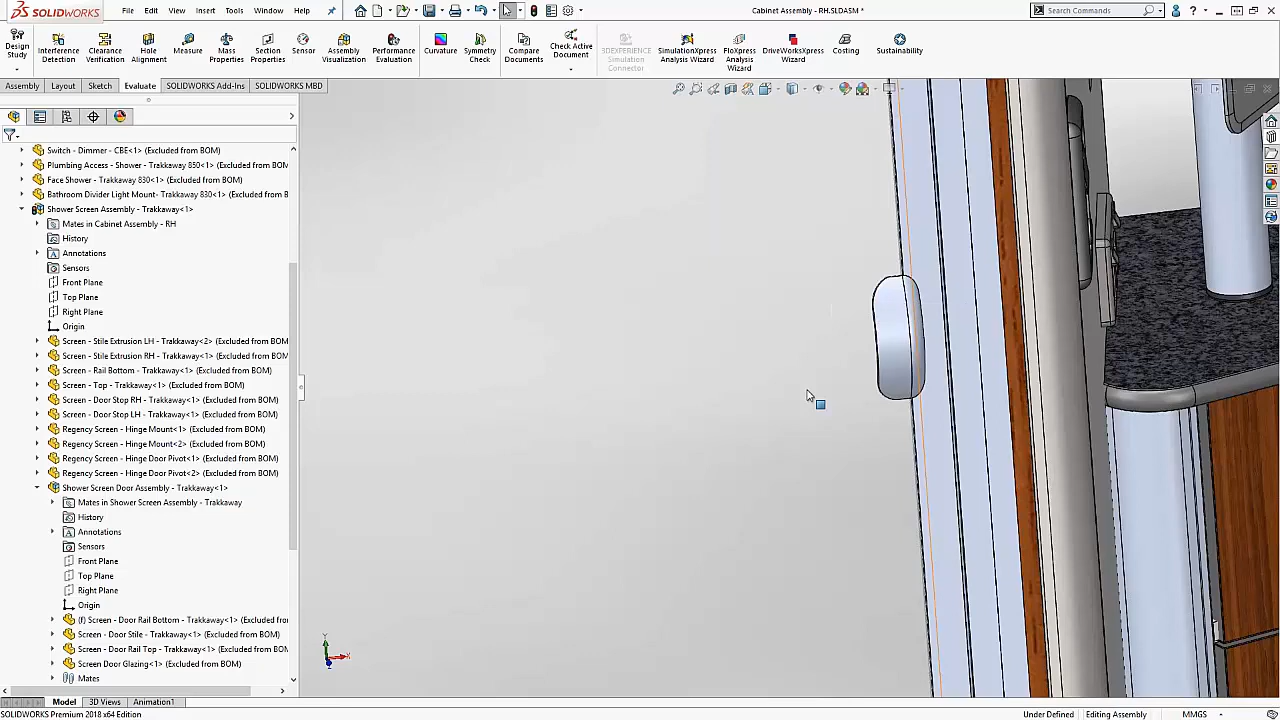 SOLIDWORKS File Edit View Insert Tools Window Help Cabinet Assembly - RH.SLDASM * Search Commands
Design Study
Interference Detection
Clearance Verification
Hole Alignment
Measure
Mass Properties
Section Properties
Sensor
Assembly Visualization
Performance Evaluation
Curvature
Symmetry Check
Compare Documents
Check Active Document
3DEXPERIENCE Simulation Connector
SimulationXpress Analysis Wizard
FloXpress Analysis Wizard
DriveWorksXpress Wizard
Costing
Sustainability
Assembly Layout Sketch Evaluate SOLIDWORKS Add-Ins SOLIDWORKS MBD
Switch - Dimmer - CBE<1> (Excluded from BOM)
Plumbing Access - Shower - Trakkaway 850<1> (Excluded from BOM)
Face Shower - Trakkaway 830<1> (Excluded from BOM)
Bathroom Divider Light Mount- Trakkaway 830<1> (Excluded from B
Shower Screen Assembly - Trakkaway<1>
Mates in Cabinet Assembly - RH
History
Annotations
Sensors
Front Plane
Top Plane
Right Plane
Origin
Screen - Stile Extrusion LH - Trakkaway<2> (Excluded from BOM
Screen - Stile Extrusion RH - Trakkaway<1> (Excluded from BOM
Screen - Rail Bottom - Trakkaway<1> (Excluded from BOM)
Screen - Top - Trakkaway<1> (Excluded from BOM)
Screen - Door Stop RH - Trakkaway<1> (Excluded from BOM)
Screen - Door Stop LH - Trakkaway<1> (Excluded from BOM)
Regency Screen - Hinge Mount<1> (Excluded from BOM)
Regency Screen - Hinge Mount<2> (Excluded from BOM)
Regency Screen - Hinge Door Pivot<1> (Excluded from BOM)
Regency Screen - Hinge Door Pivot<2> (Excluded from BOM)
Shower Screen Door Assembly - Trakkaway<1>
Mates in Shower Screen Assembly - Trakkaway
History
Annotations
Sensors
Front Plane
Top Plane
Right Plane
Origin
(f) Screen - Door Rail Bottom - Trakkaway<1> (Excluded from
Screen - Door Stile - Trakkaway<1> (Excluded from BOM)
Screen - Door Rail Top - Trakkaway<1> (Excluded from BOM
Screen Door Glazing<1> (Excluded from BOM)
Mates
Y
X
Model 3D Views Animation1
SOLIDWORKS Premium 2018 x64 Edition Under Defined Editing Assembly MMGS